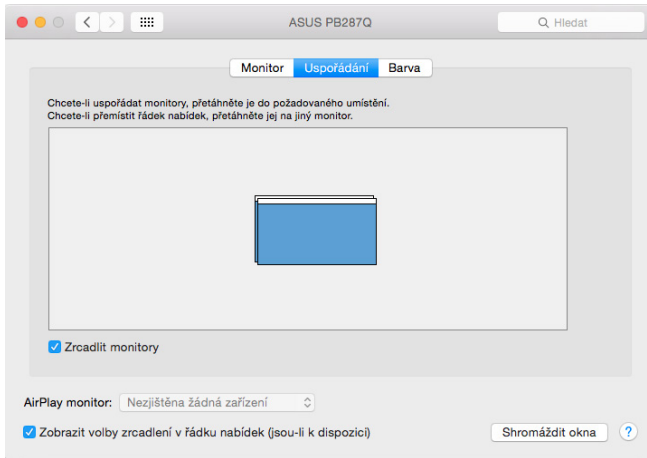 ASUS PB287Q
Hledat
Monitor Uspořádání Barva
Chcete-li uspořádat monitory, přetáhněte je do požadovaného umístění.
Chcete-li přemístit řádek nabídek, přetáhněte jej na jiný monitor.
Zrcadlit monitory
AirPlay monitor: Nezjištěna žádná zařízení
Zobrazit volby zrcadlení v řádku nabídek (jsou-li k dispozici) Shromáždit okna ?